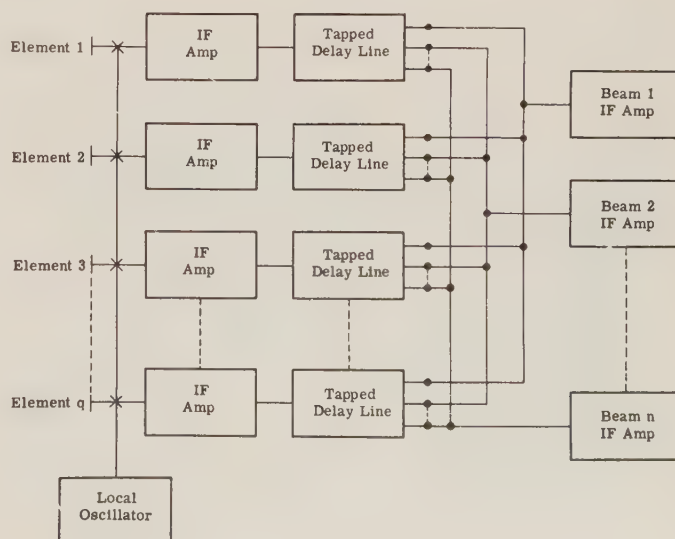 Element 1
IF
Amp
Tapped
Delay Line
Beam 1
IF Amp
Element 2
IF
Amp
Tapped
Delay Line
Beam 2
IF Amp
Element 3
IF
Amp
Tapped
Delay Line
Element q
IF
Amp
Tapped
Delay Line
Beam n
IF Amp
Local
Oscillator